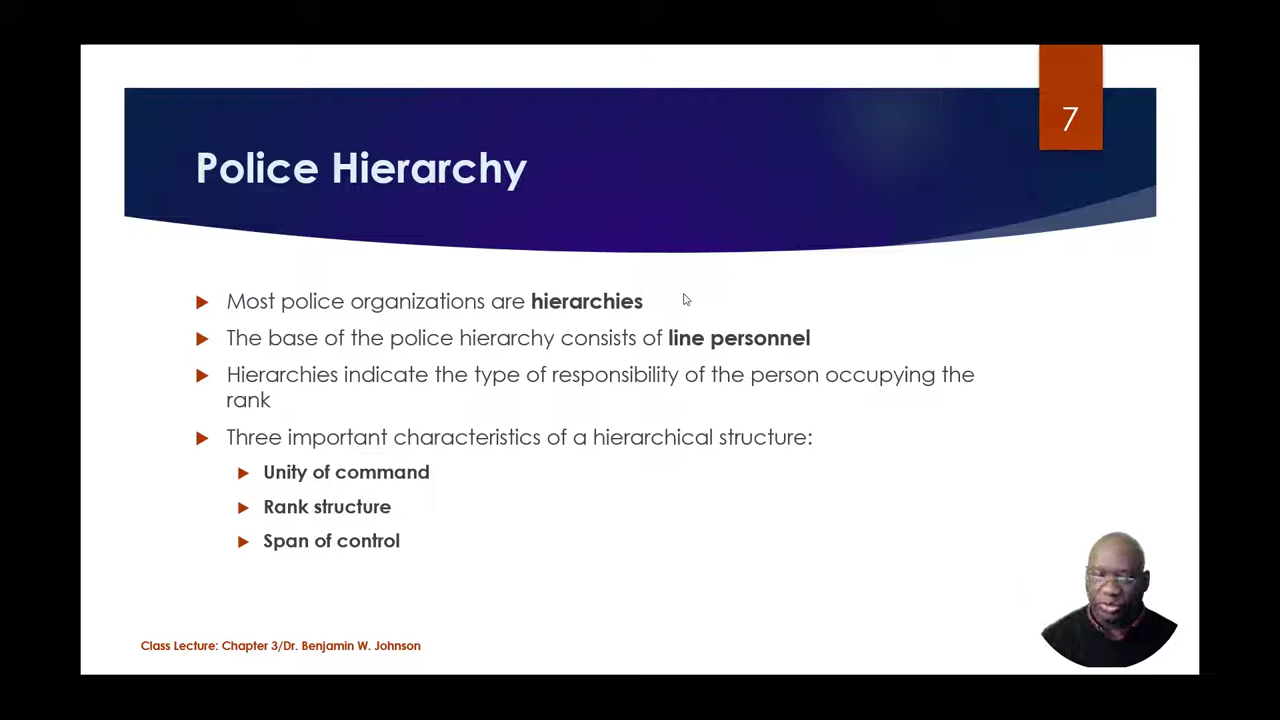 7
Police Hierarchy
Most police organizations are hierarchies
The base of the police hierarchy consists of line personnel
Hierarchies indicate the type of responsibility of the person occupying the
rank
Three important characteristics of a hierarchical structure:
Unity of command
Rank structure
Span of control
Class Lecture: Chapter 3/Dr. Benjamin W. Johnson